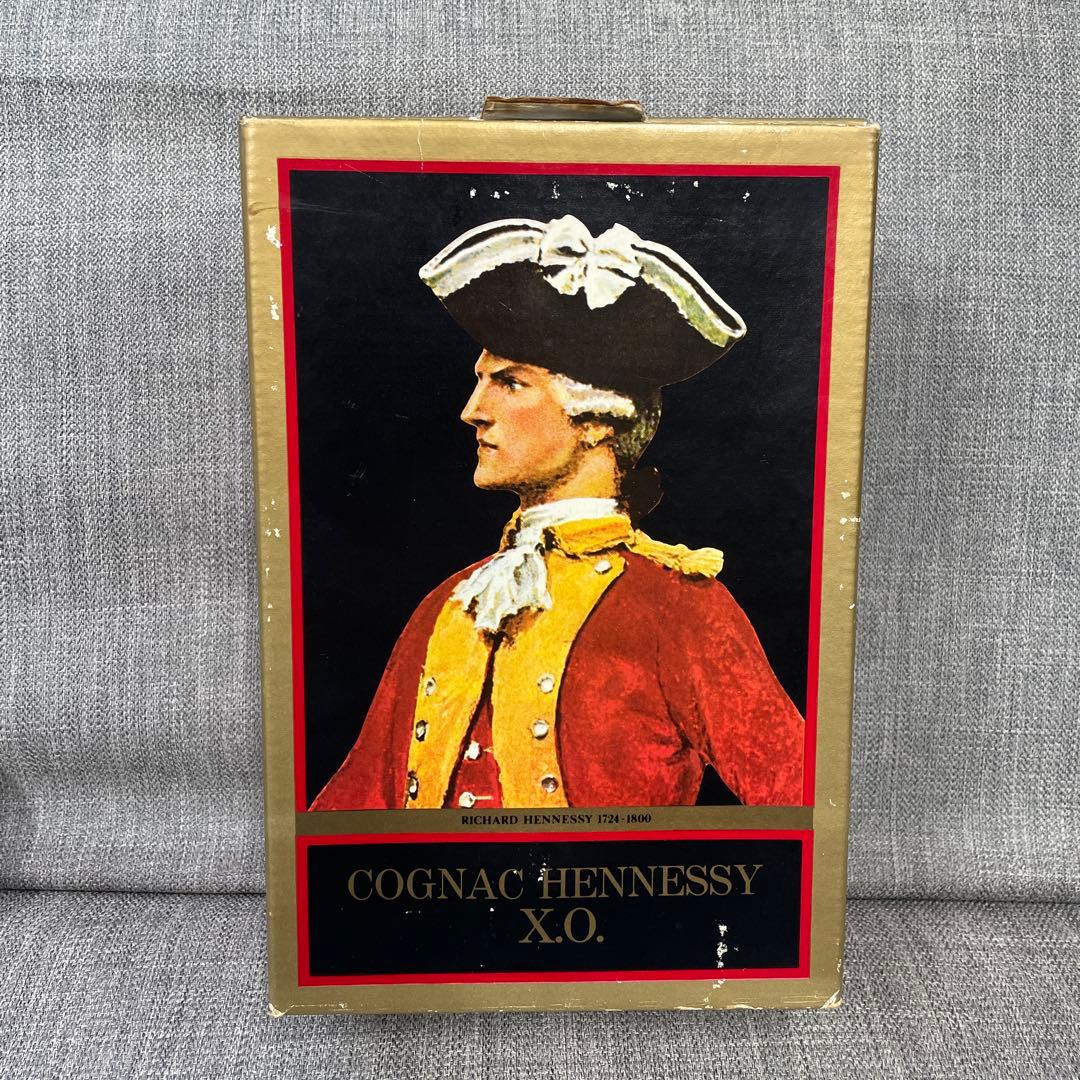 RICHARD HENNESSY 1724-1800
COGNAC HENNESSY
X.O.